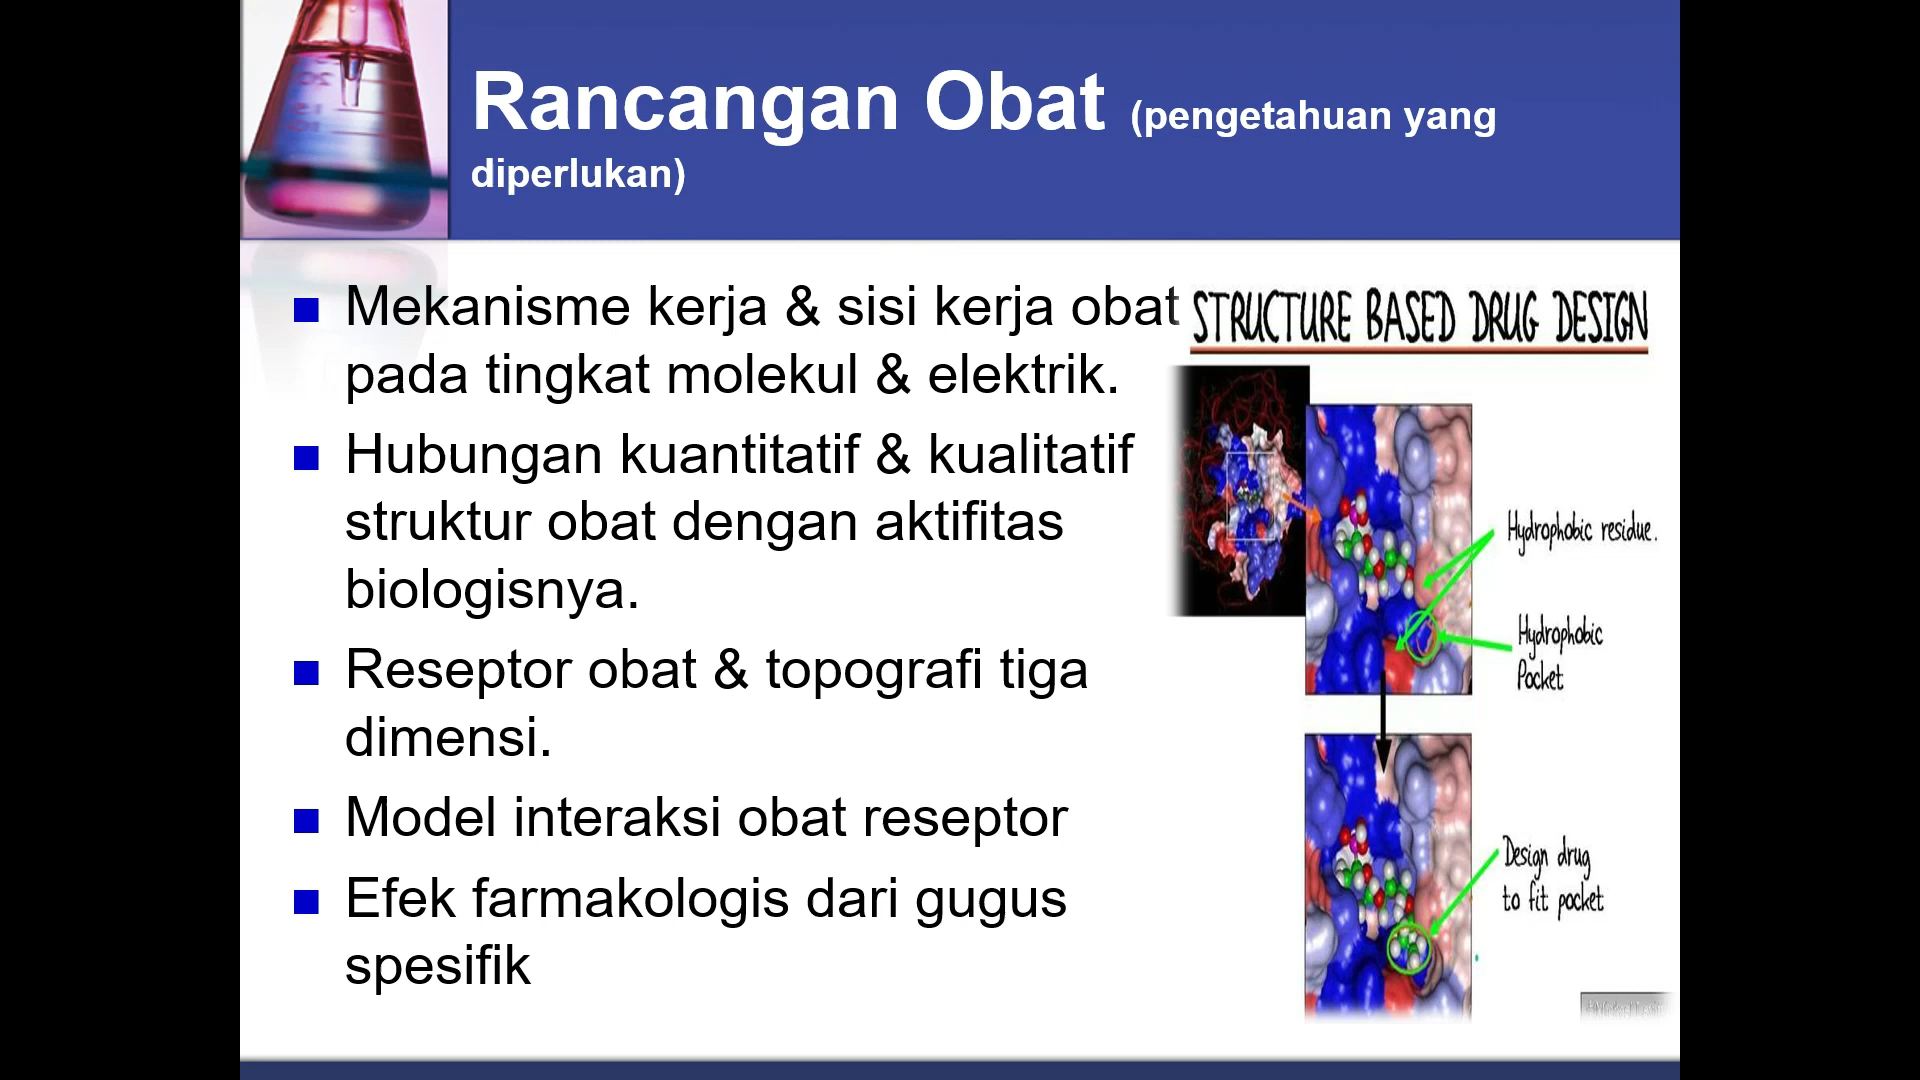 Rancangan Obat (pengetahuan yang
diperlukan)
Mekanisme kerja & sisi kerja obat
pada tingkat molekul & elektrik.
Hubungan kuantitatif & kualitatif
struktur obat dengan aktifitas
biologisnya.
Reseptor obat & topografi tiga
dimensi.
Model interaksi obat reseptor
Efek farmakologis dari gugus
spesifik
STRUCTURE BASED DRUG DESIGN
Hydrophobic residue.
Hydrophobic
Pocket
Design drug
to fit pocket